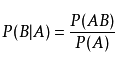 P(B|A) = P(AB) / P(A)